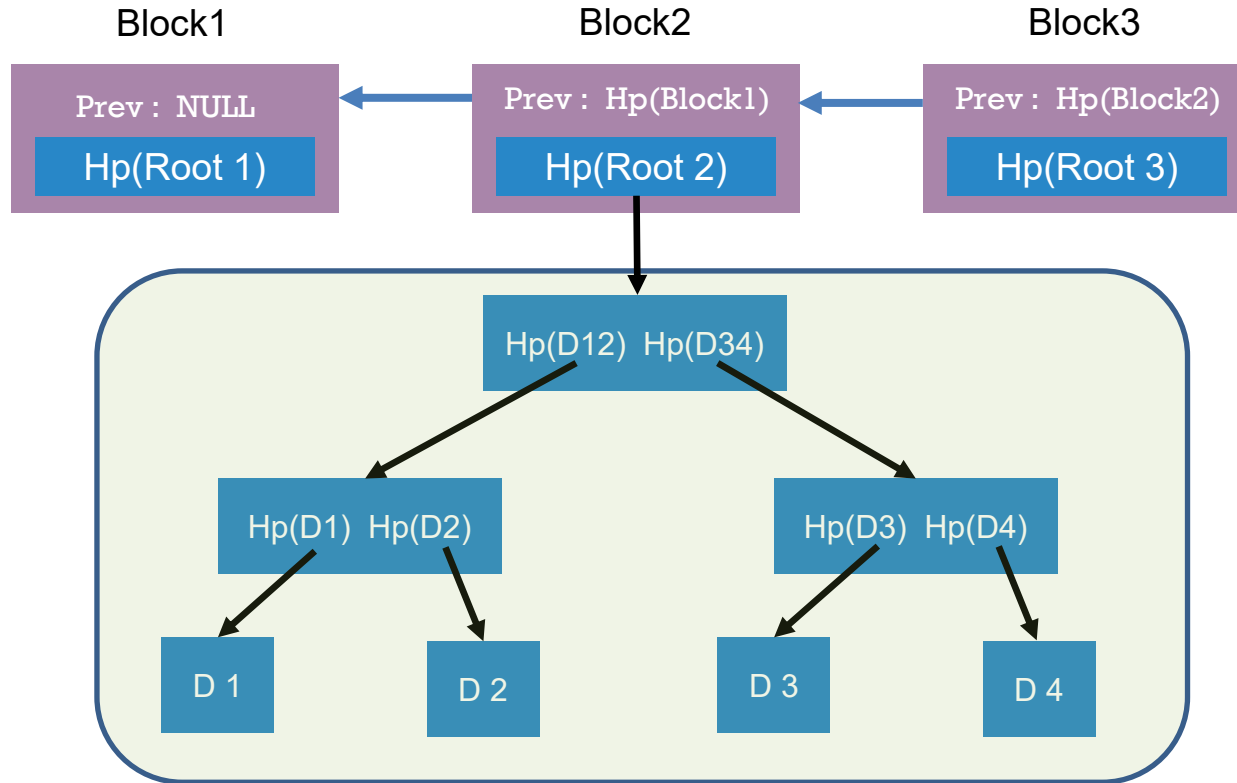 Block1 Block2 Block3
Prev: NULL Prev: Hp(Block1) Prev: Hp(Block2)
Hp(Root 1) Hp(Root 2) Hp(Root 3)
Hp(D12) Hp(D34)
Hp(D1) Hp(D2) Hp(D3) Hp(D4)
D 1 D 2 D 3 D 4